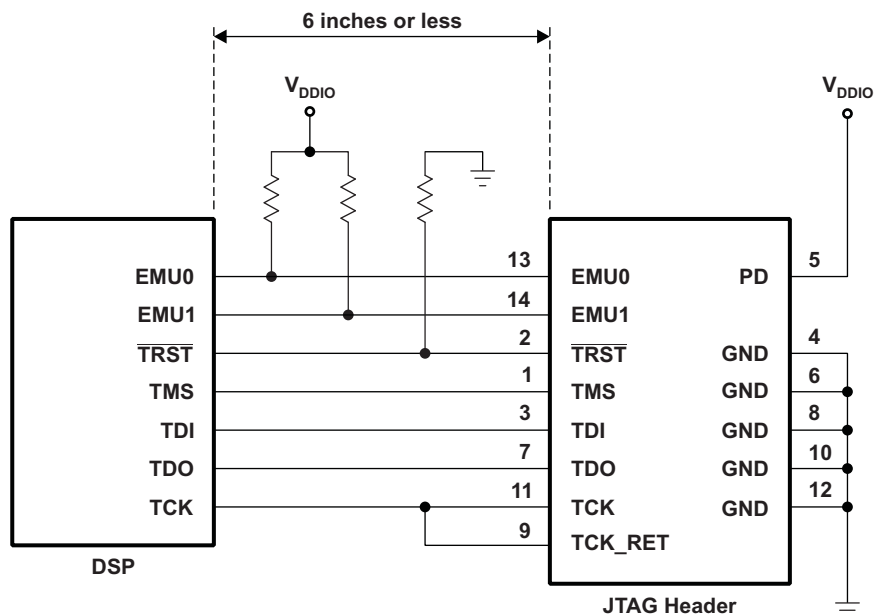 6 inches or less
VDDIO
VDDIO
EMU0 13 EMU0 PD 5
EMU1 14 EMU1
TRST 2 TRST GND 4
TMS 1 TMS GND 6
TDI 3 TDI GND 8
TDO 7 TDO GND 10
TCK 11 TCK GND 12
9 TCK_RET
DSP
JTAG Header